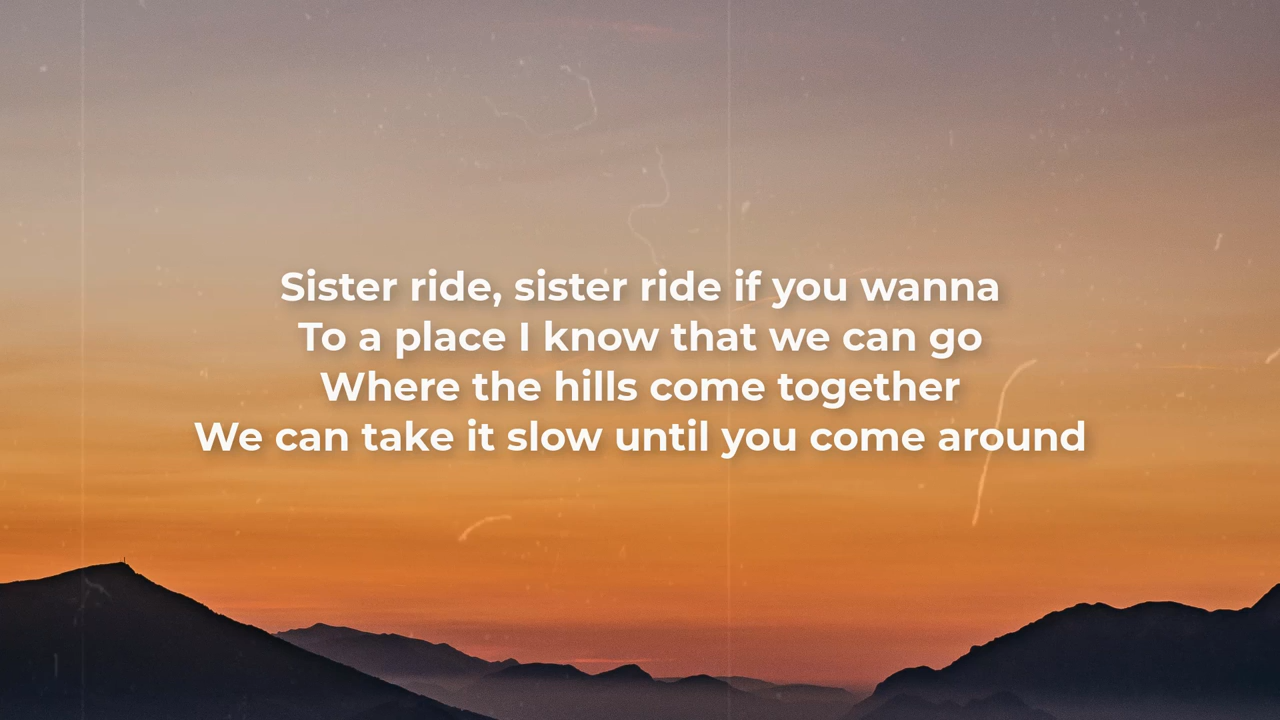 Sister ride, sister ride if you wanna
To a place I know that we can go
Where the hills come together
We can take it slow until you come around